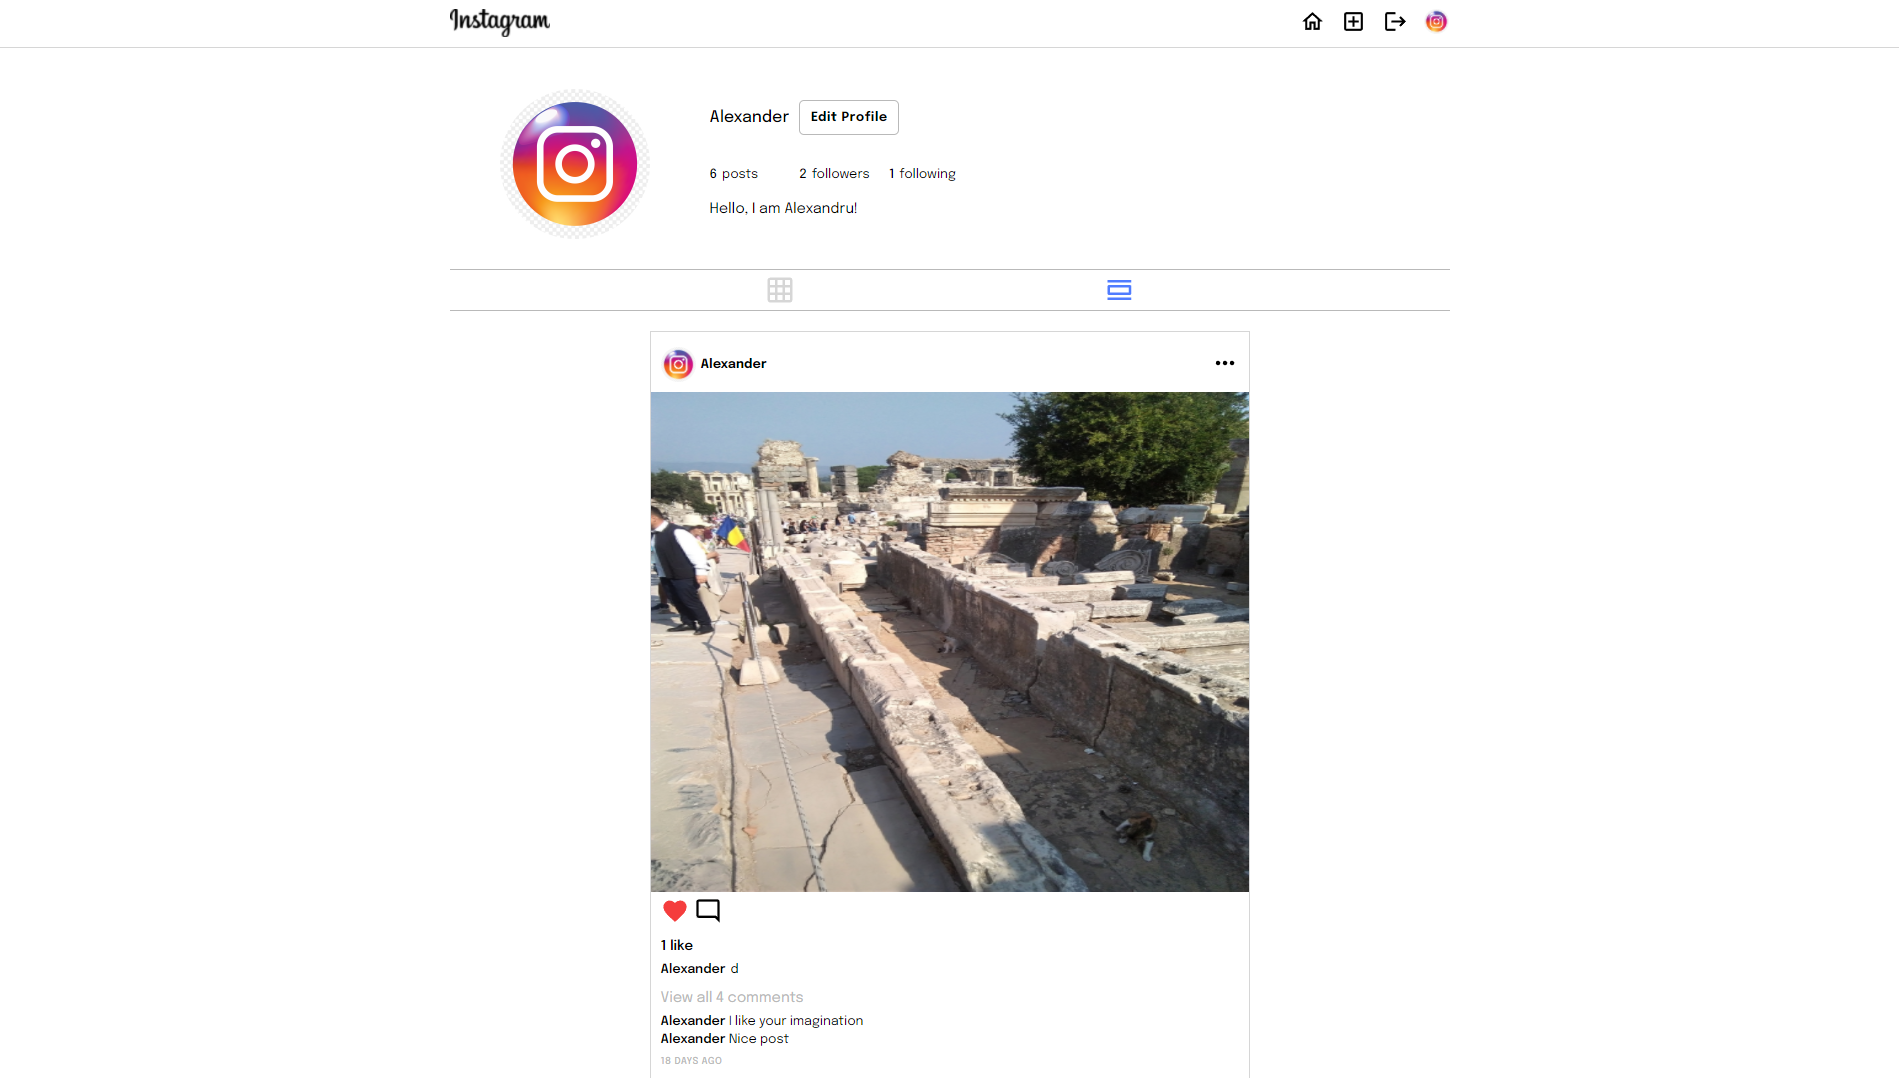 Instagram
Alexander Edit Profile
6 posts 2 followers 1 following
Hello, I am Alexandru!
Alexander
1 like
Alexander d
View all 4 comments
Alexander I like your imagination
Alexander Nice post
18 DAYS AGO